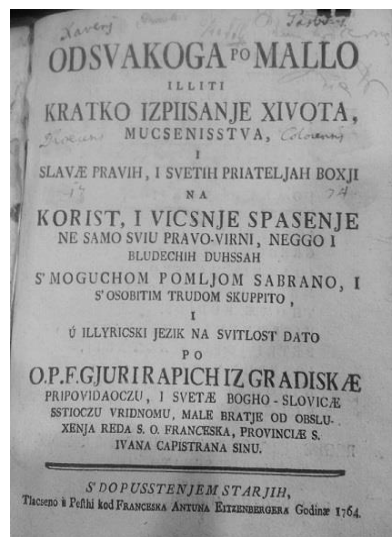 Xaverij
ODSVAKOGA PO MALLO
ILLITI
KRATKO IZPIISANJE XIVOTA,
MUCSENISSTVA,
I
SLAVÆ PRAVIH, I SVETIH PRIATELJAH BOXJI
NA
KORIST, I VICSNJE SPASENJE
NE SAMO SVIU PRAVO-VIRNI, NEGGO I
BLUDECHIH DUHSSAH
S' MOGUCHOM POMLJOM SABRANO, I
S' OSOBITIM TRUDOM SKUPPITO,
I
Ú ILLYRICSKI JEZIK NA SVITLOST DATO
PO
O.P.F. GJURI RAPICH IZ GRADISKÆ
PRIPOVIDAOCZU, I SVETÆ BOGHO-SLOVICÆ
SSTIOCZU VRIDNOMU, MALE BRATJE OD OBSLU-
XENJA REDA S. O. FRANCESKA, PROVINCIÆ S.
IVANA CAPISTRANA SINU.
S' DOPUSSTENJEM STARJIH,
Tlacseno ù Pesthi kod FRANCESKA ANTUNA EITZENBERGERA Godinæ 1764.